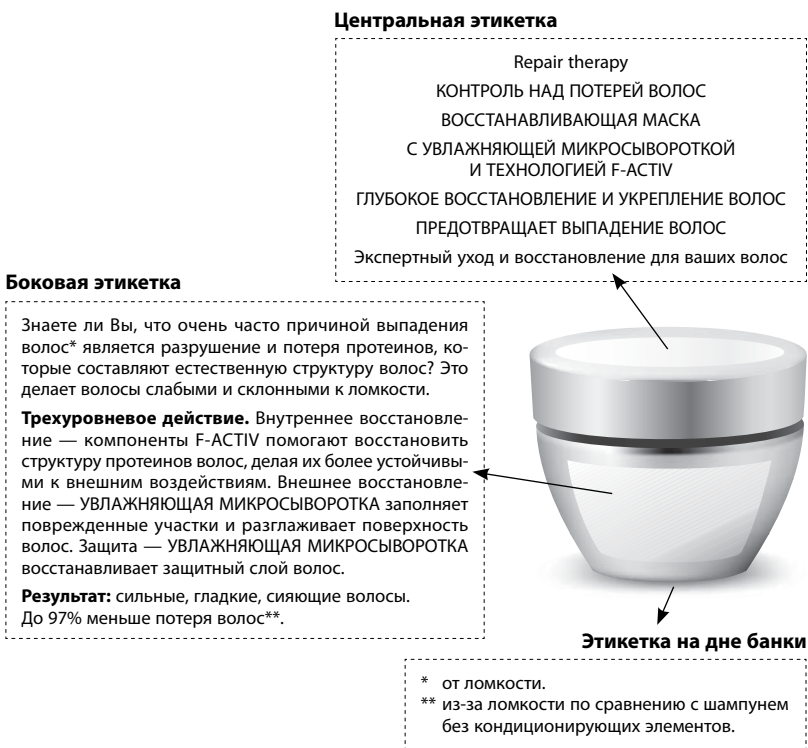 Центральная этикетка
Repair therapy
КОНТРОЛЬ НАД ПОТЕРЕЙ ВОЛОС
ВОССТАНАВЛИВАЮЩАЯ МАСКА
С УВЛАЖНЯЮЩЕЙ МИКРОСЫВОРОТКОЙ
И ТЕХНОЛОГИЕЙ F-ACTIV
ГЛУБОКОЕ ВОССТАНОВЛЕНИЕ И УКРЕПЛЕНИЕ ВОЛОС
ПРЕДОТВРАЩАЕТ ВЫПАДЕНИЕ ВОЛОС
Экспертный уход и восстановление для ваших волос
Боковая этикетка
Знаете ли Вы, что очень часто причиной выпадения
волос* является разрушение и потеря протеинов, ко-
торые составляют естественную структуру волос? Это
делает волосы слабыми и склонными к ломкости.
Трехуровневое действие. Внутреннее восстановле-
ние — компоненты F-ACTIV помогают восстановить
структуру протеинов волос, делая их более устойчивы-
ми к внешним воздействиям. Внешнее восстановле-
ние — УВЛАЖНЯЮЩАЯ МИКРОСЫВОРОТКА заполняет
поврежденные участки и разглаживает поверхность
волос. Защита — УВЛАЖНЯЮЩАЯ МИКРОСЫВОРОТКА
восстанавливает защитный слой волос.
Результат: сильные, гладкие, сияющие волосы.
До 97% меньше потеря волос**.
Этикетка на дне банки
* от ломкости.
** из-за ломкости по сравнению с шампунем
без кондиционирующих элементов.